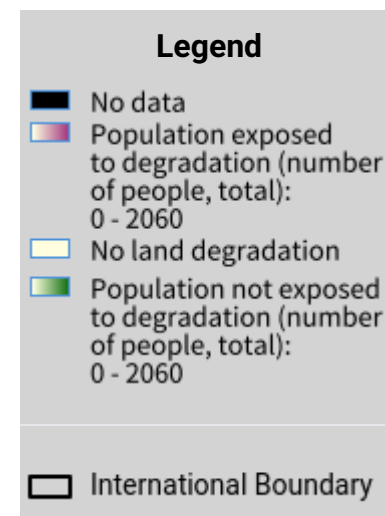 Legend
No data
Population exposed
to degradation (number
of people, total):
0 - 2060
No land degradation
Population not exposed
to degradation (number
of people, total):
0 - 2060
International Boundary